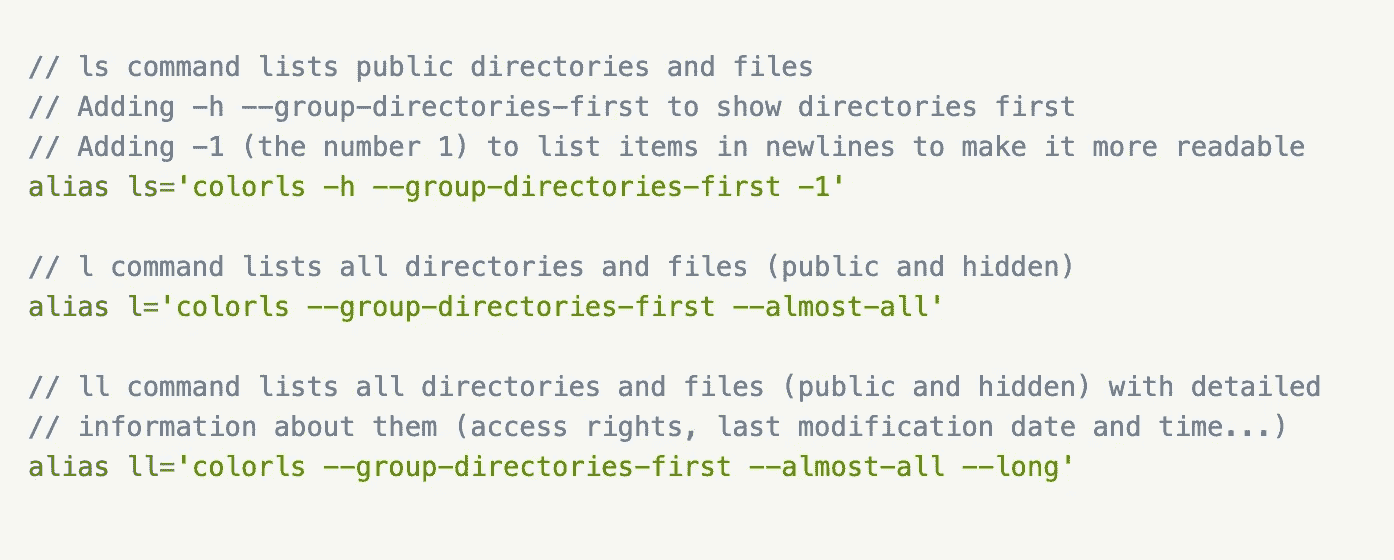 // ls command lists public directories and files
// Adding -h --group-directories-first to show directories first
// Adding -1 (the number 1) to list items in newlines to make it more readable
alias ls='colorls -h --group-directories-first -1'
// l command lists all directories and files (public and hidden)
alias l='colorls --group-directories-first --almost-all'
// ll command lists all directories and files (public and hidden) with detailed
// information about them (access rights, last modification date and time...)
alias ll='colorls --group-directories-first --almost-all --long'